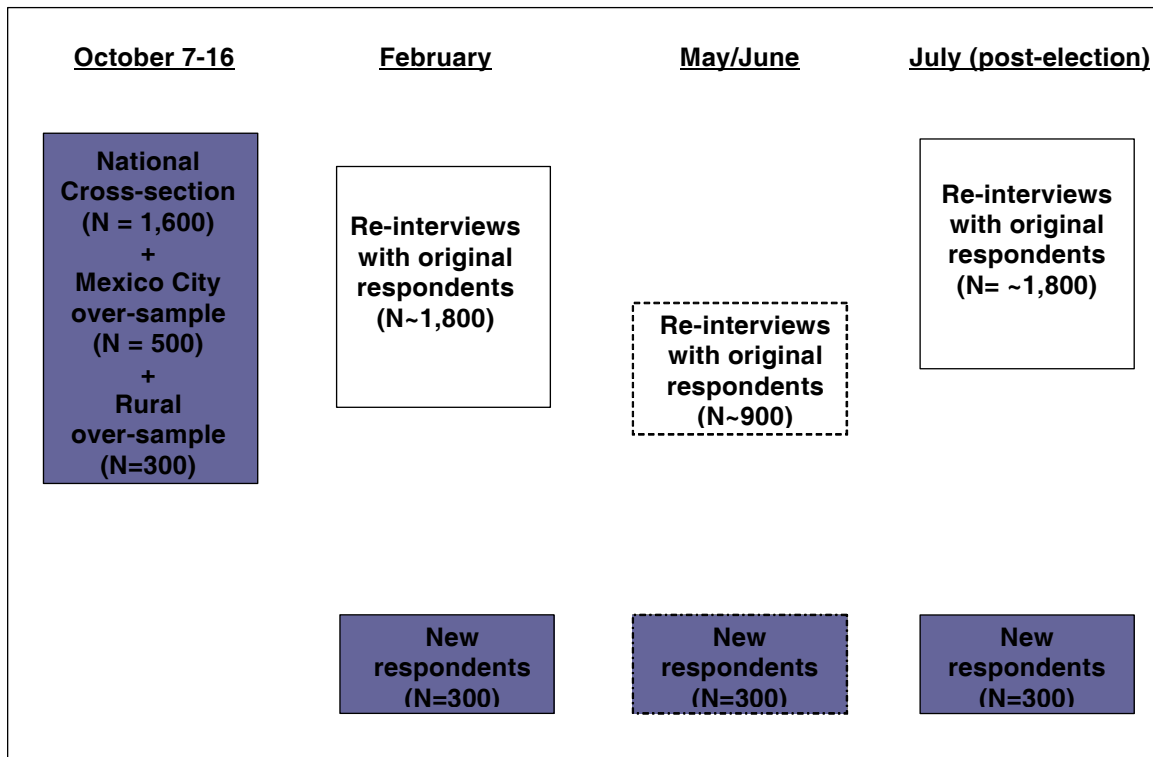 October 7-16
February
May/June
July (post-election)
National
Cross-section
(N = 1,600)
+
Mexico City
over-sample
(N = 500)
+
Rural
over-sample
(N=300)
Re-interviews
with original
respondents
(N~1,800)
Re-interviews
with original
respondents
(N~900)
Re-interviews
with original
respondents
(N= ~1,800)
New
respondents
(N=300)
New
respondents
(N=300)
New
respondents
(N=300)